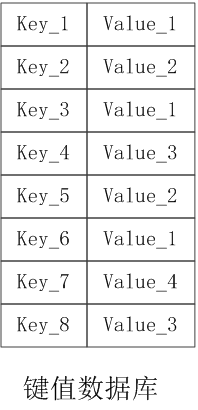 Key_1 Value_1
Key_2 Value_2
Key_3 Value_1
Key_4 Value_3
Key_5 Value_2
Key_6 Value_1
Key_7 Value_4
Key_8 Value_3
键值数据库